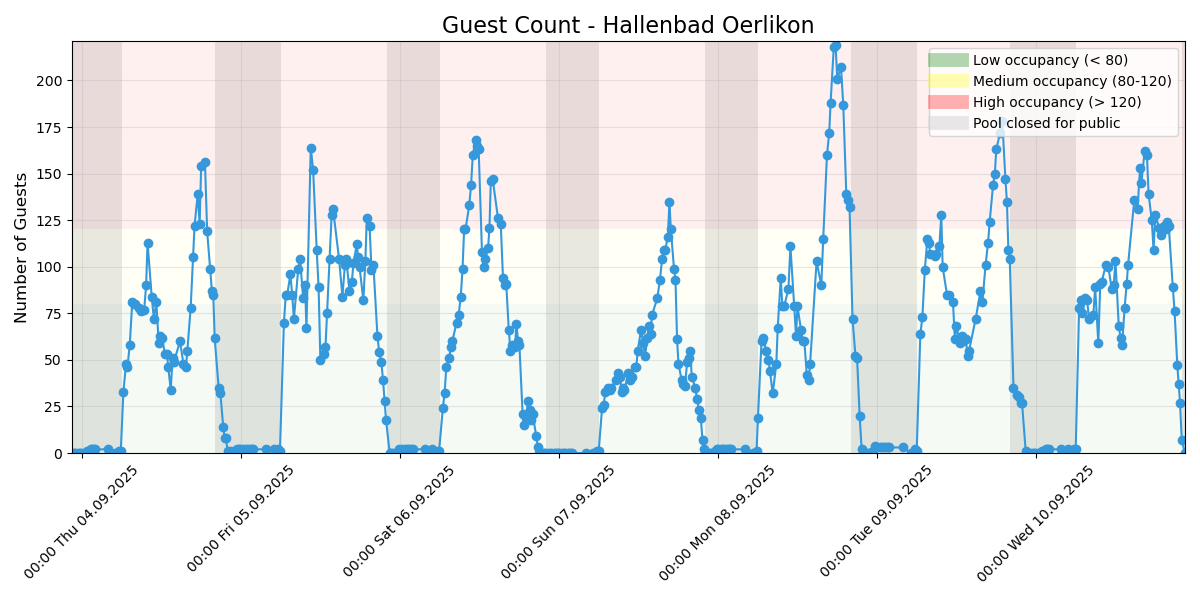 Guest Count - Hallenbad Oerlikon
Number of Guests
200
175
150
125
100
75
50
25
0
Low occupancy (< 80)
Medium occupancy (80-120)
High occupancy (> 120)
Pool closed for public
00:00 Thu 04.09.2025
00:00 Fri 05.09.2025
00:00 Sat 06.09.2025
00:00 Sun 07.09.2025
00:00 Mon 08.09.2025
00:00 Tue 09.09.2025
00:00 Wed 10.09.2025